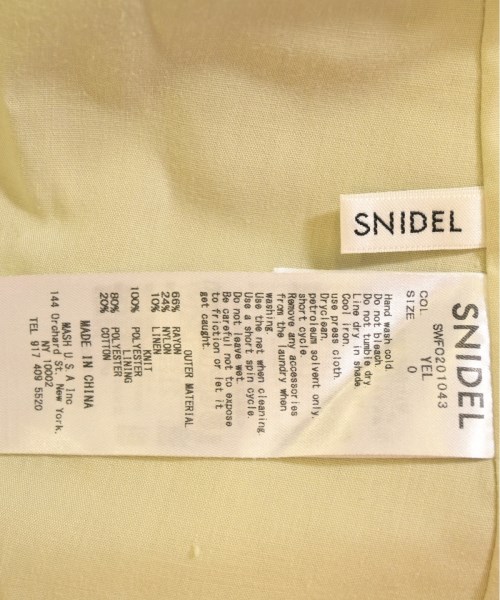 SNIDEL
SNIDEL
SWFO201043
COL YEL
SIZE 0
Hand wash cold.
Do not bleach.
Do not tumble dry
Line dry in shade
Cool iron.
use press cloth.
Dryclean.
petroleum solvent only.
short cycle.
Remove any accessories
from the laundry when
washing.
Use the net when cleaning.
Use a short spin cycle.
Do not leave wet.
Be careful not to expose
to friction or let it
get caught.
OUTER MATERIAL
66% RAYON
24% NYLON
10% LINEN
KNIT
100% POLYESTER
LINING
80% POLYESTER
20% COTTON
MADE IN CHINA
MASH U S A Inc
144 Orchard St. New York,
NY 10002
TEL 917 409 5520